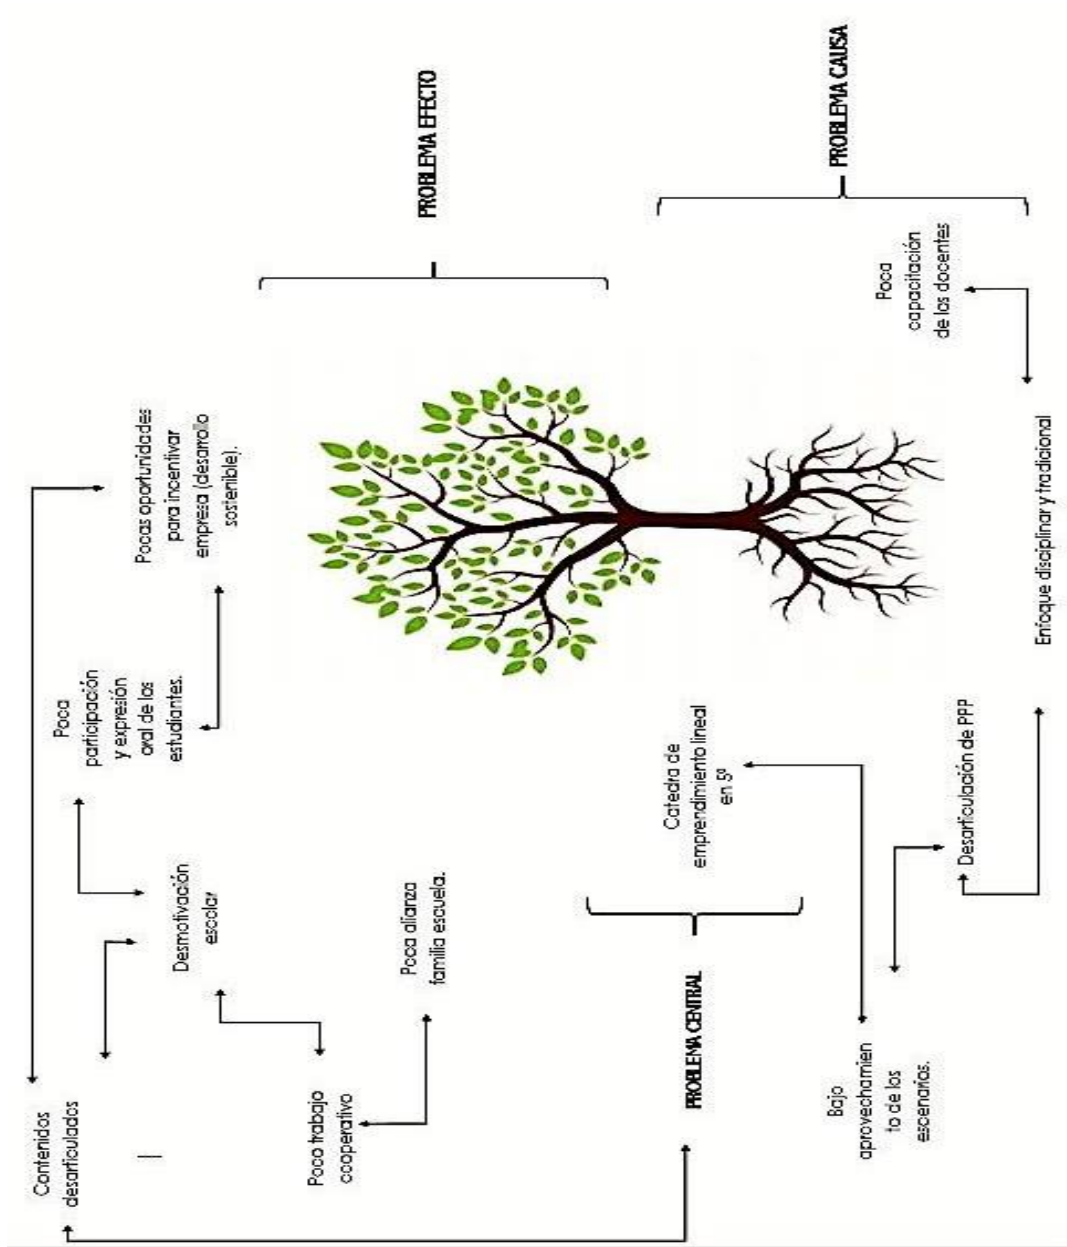 Contenidos
desarticulados
Poca
participación
y expresión
oral de los
estudiantes.
Pocas oportunidades
para incentivar
empresa (desarrollo
sostenible).
Desmotivación
escolar
Poco trabajo
cooperativo
Poca alianza
familia escuela.
PROBLEMA EFECTO
PROBLEMA CENTRAL
Catedra de
emprendimiento lineal
en 5º
PROBLEMA CAUSA
Bajo
aprovechamien
to de los
escenarios.
Poca
capacitación
de los docentes
Desarticulación de PPP
Enfoque disciplinar y tradicional